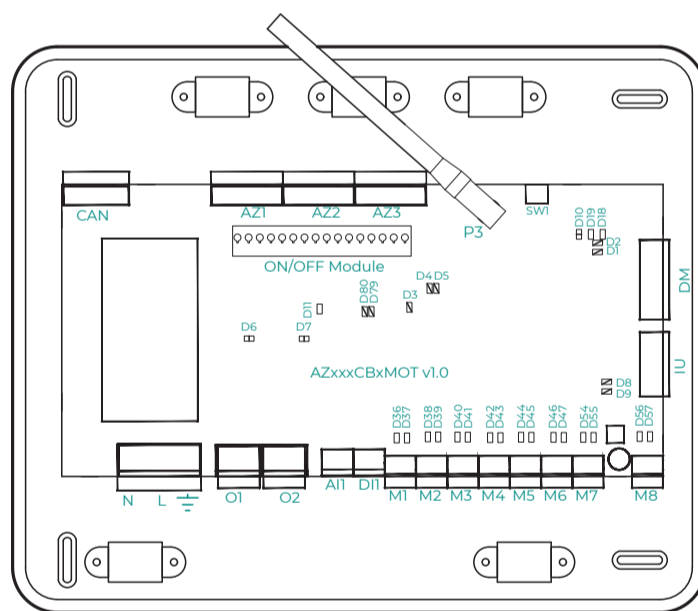 CAN
AZ1 AZ2 AZ3
P3
SW1
D10 D19 D18
D2
D1
ON/OFF Module
DM
D4 D5
D80 D79
D3
D11
D6 D7
AZxxxCBxMOT v1.0
IU
D8
D9
D36 D37 D38 D39 D40 D41 D42 D43 D44 D45 D46 D47 D54 D55 D56 D57
N L O1 O2 AI1 DI1 M1 M2 M3 M4 M5 M6 M7 M8